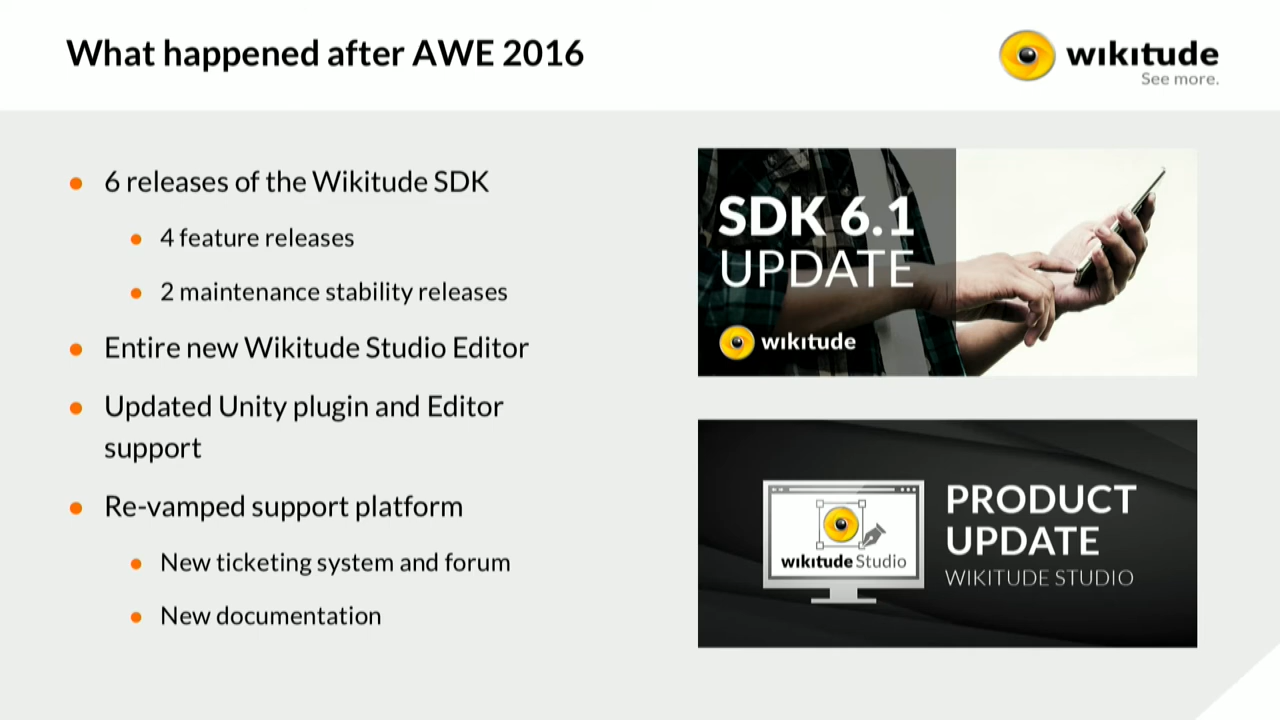 What happened after AWE 2016
wikitude
See more.
6 releases of the Wikitude SDK
4 feature releases
2 maintenance stability releases
Entire new Wikitude Studio Editor
Updated Unity plugin and Editor
support
Re-vamped support platform
New ticketing system and forum
New documentation
SDK 6.1
UPDATE
wikitude
wikitude Studio
PRODUCT
UPDATE
WIKITUDE STUDIO